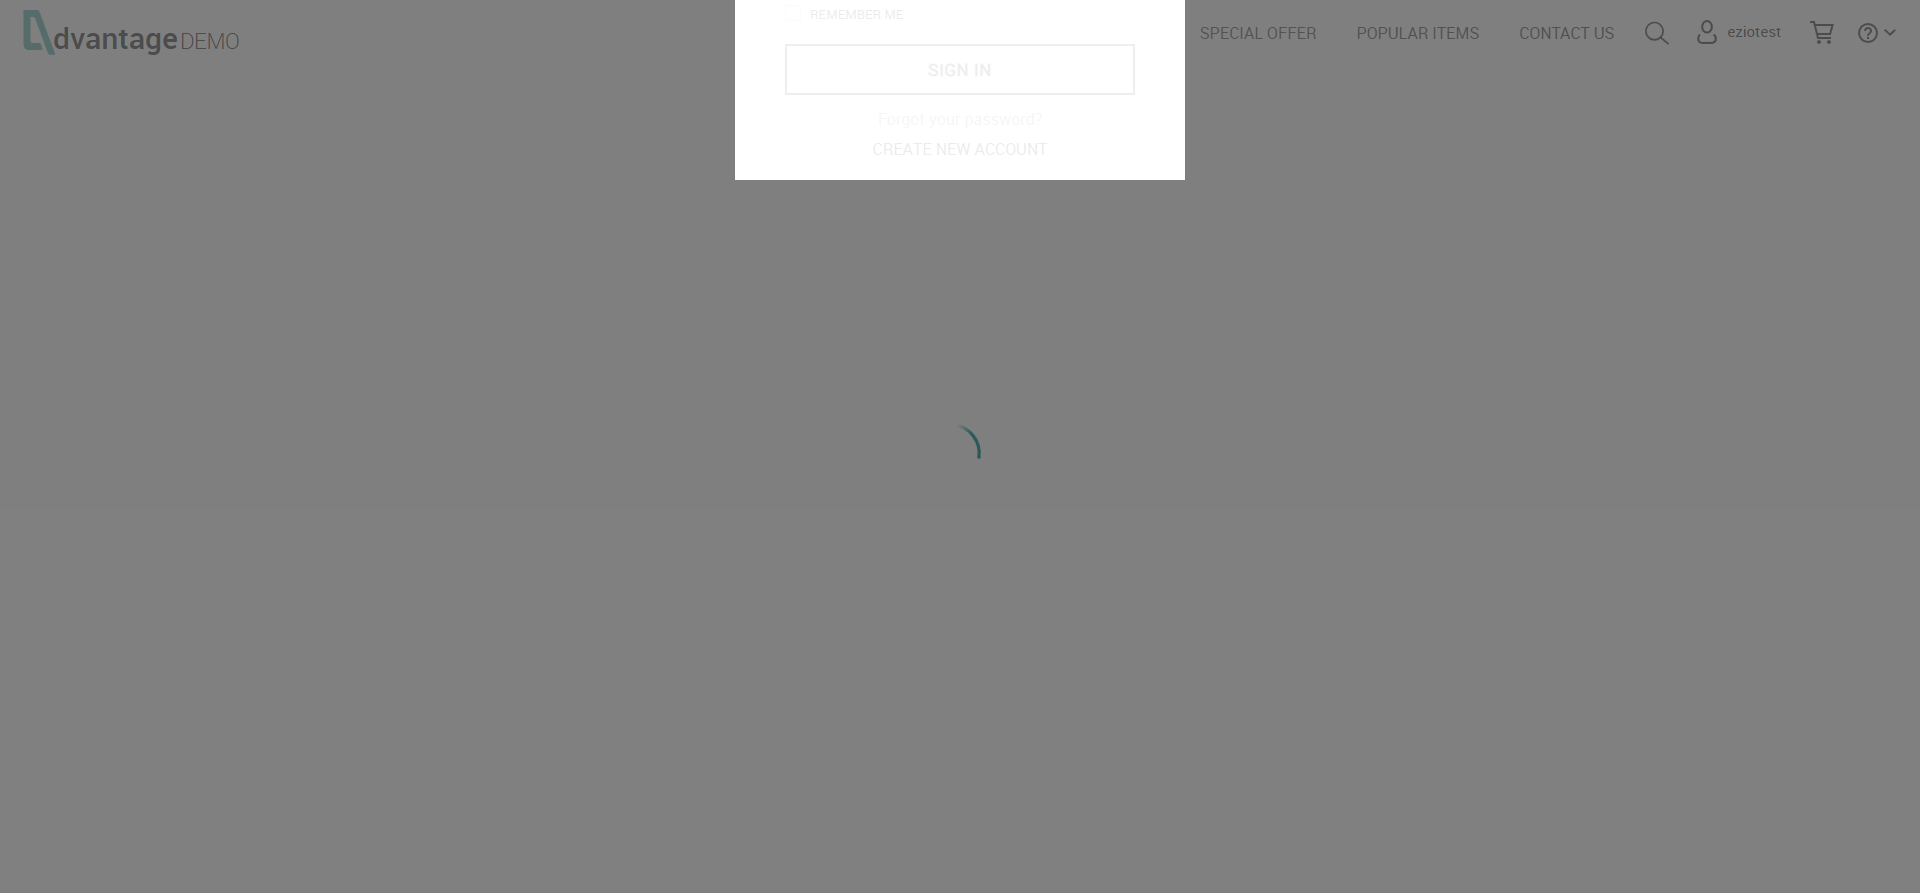 dvantage DEMO
SPECIAL OFFER POPULAR ITEMS CONTACT US eziotest
REMEMBER ME
SIGN IN
Forgot your password?
CREATE NEW ACCOUNT